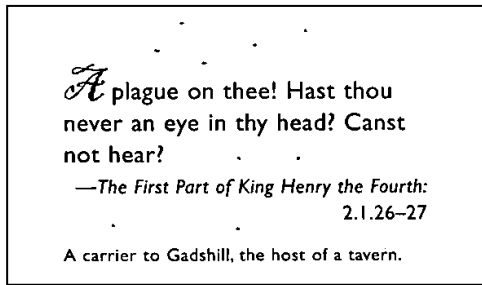 A plague on thee! Hast thou
never an eye in thy head? Canst
not hear?
—The First Part of King Henry the Fourth:
2.1.26–27
A carrier to Gadshill, the host of a tavern.